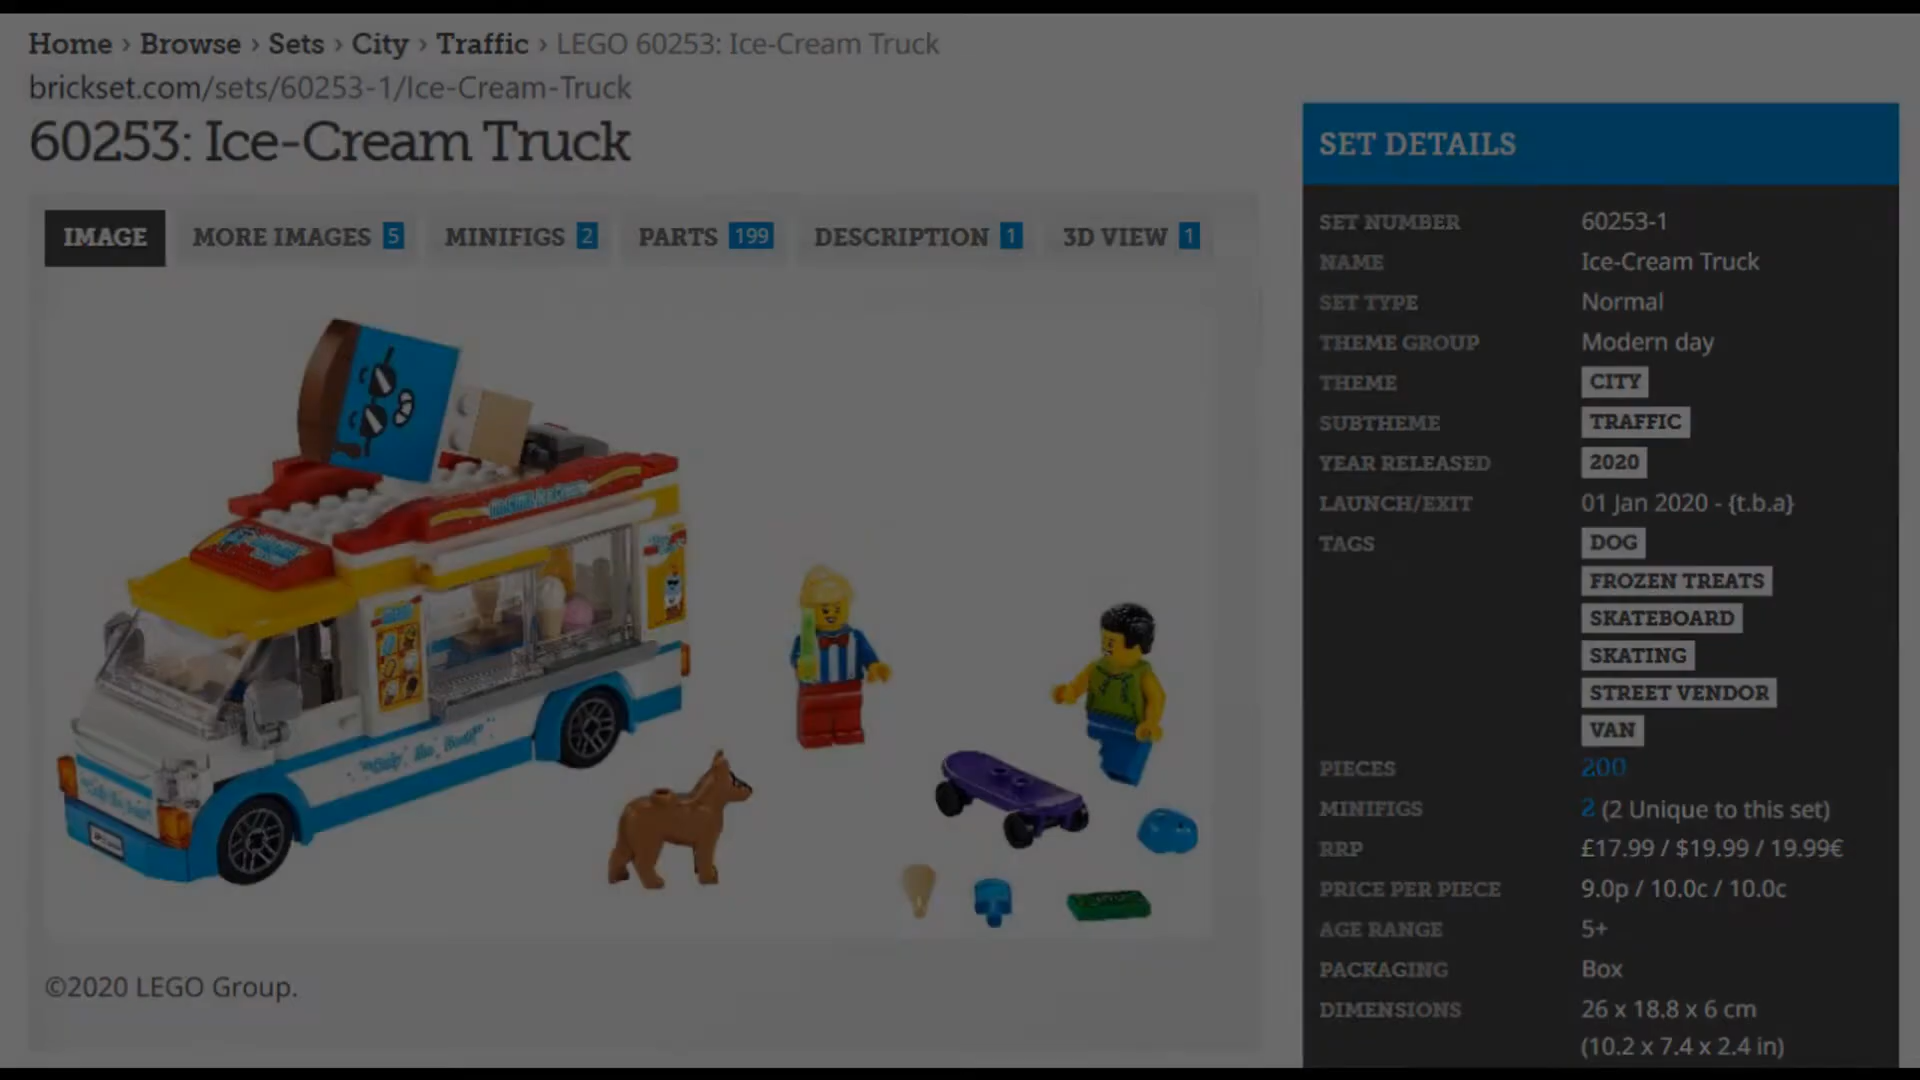 Home › Browse › Sets › City › Traffic › LEGO 60253: Ice-Cream Truck
brickset.com/sets/60253-1/Ice-Cream-Truck
60253: Ice-Cream Truck
IMAGE
MORE IMAGES 5
MINIFIGS 2
PARTS 199
DESCRIPTION 1
3D VIEW 1
©2020 LEGO Group.
SET DETAILS
SET NUMBER 60253-1
NAME Ice-Cream Truck
SET TYPE Normal
THEME GROUP Modern day
THEME CITY
SUBTHEME TRAFFIC
YEAR RELEASED 2020
LAUNCH/EXIT 01 Jan 2020 - {t.b.a}
TAGS DOG
FROZEN TREATS
SKATEBOARD
SKATING
STREET VENDOR
VAN
PIECES 200
MINIFIGS 2 (2 Unique to this set)
RRP £17.99 / $19.99 / 19.99€
PRICE PER PIECE 9.0p / 10.0c / 10.0c
AGE RANGE 5+
PACKAGING Box
DIMENSIONS 26 x 18.8 x 6 cm
(10.2 x 7.4 x 2.4 in)